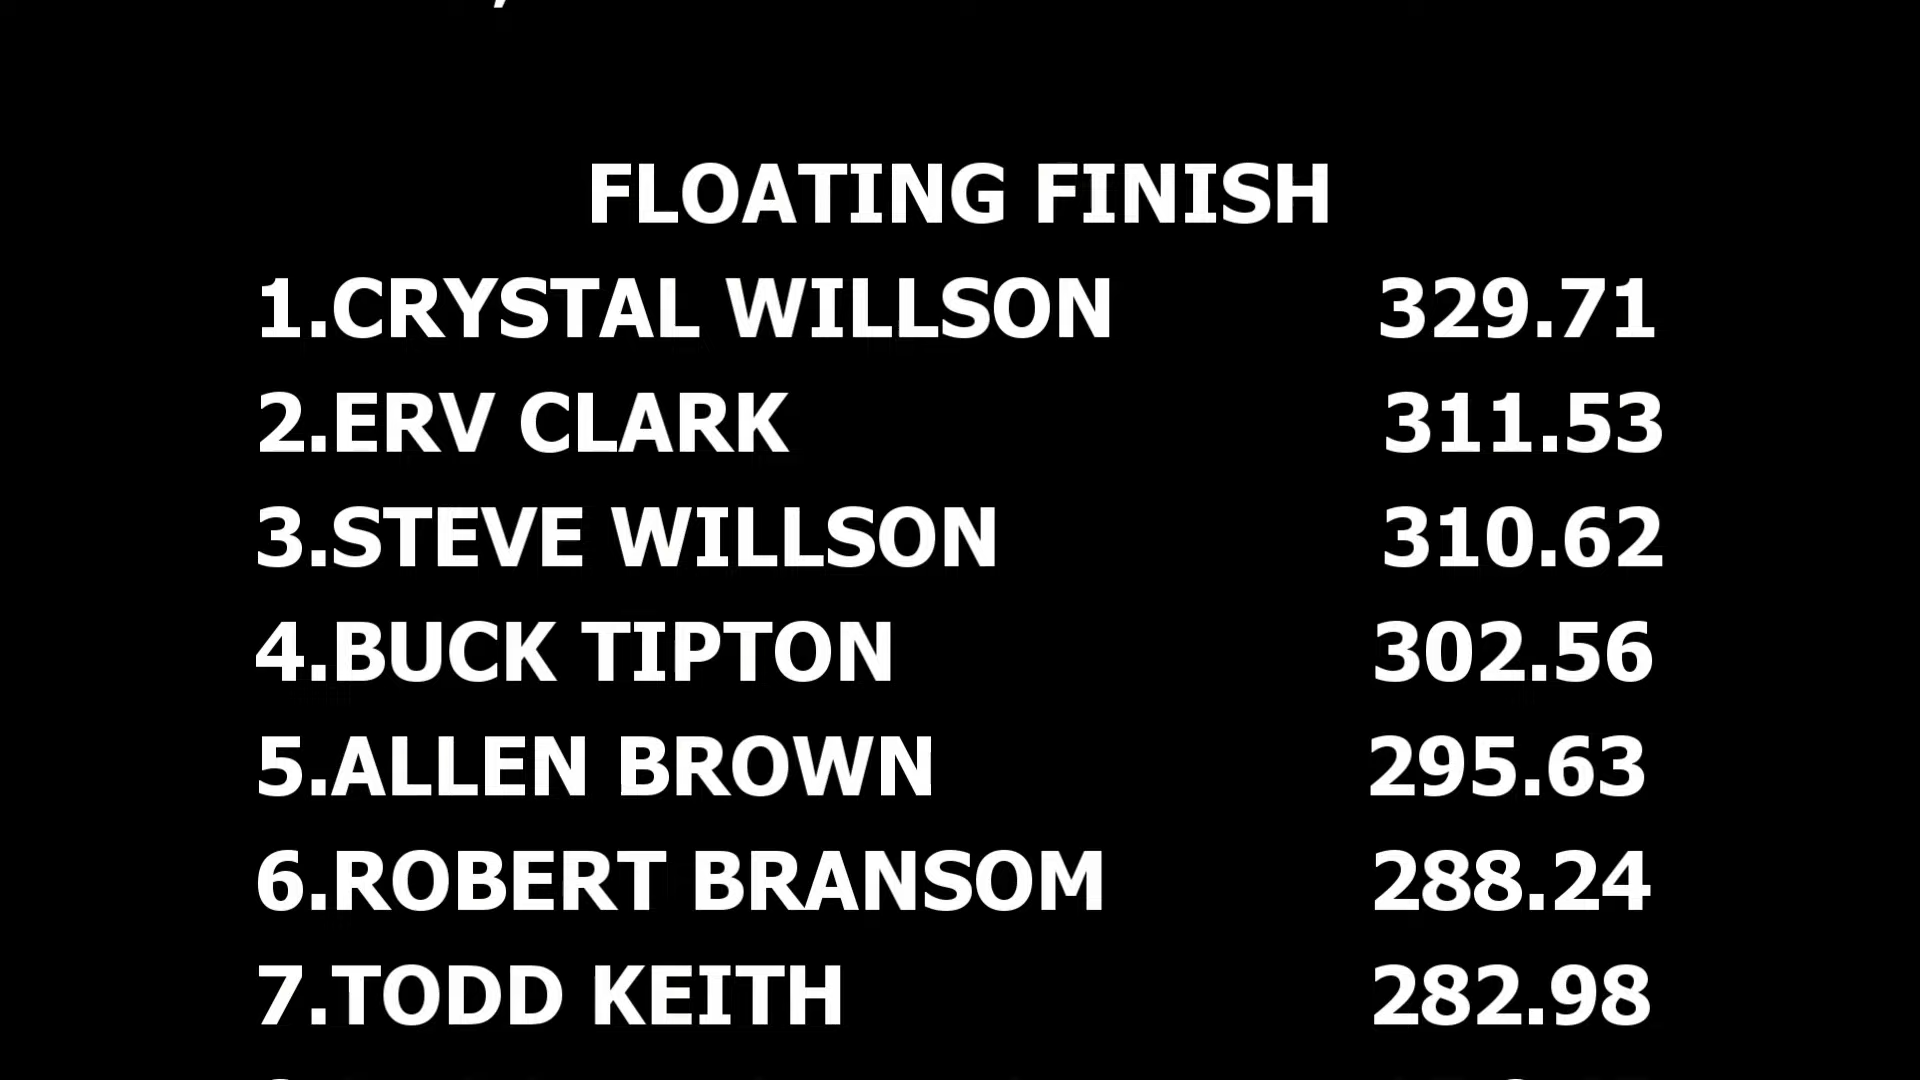 FLOATING FINISH
1.CRYSTAL WILLSON 329.71
2.ERV CLARK 311.53
3.STEVE WILLSON 310.62
4.BUCK TIPTON 302.56
5.ALLEN BROWN 295.63
6.ROBERT BRANSOM 288.24
7.TODD KEITH 282.98